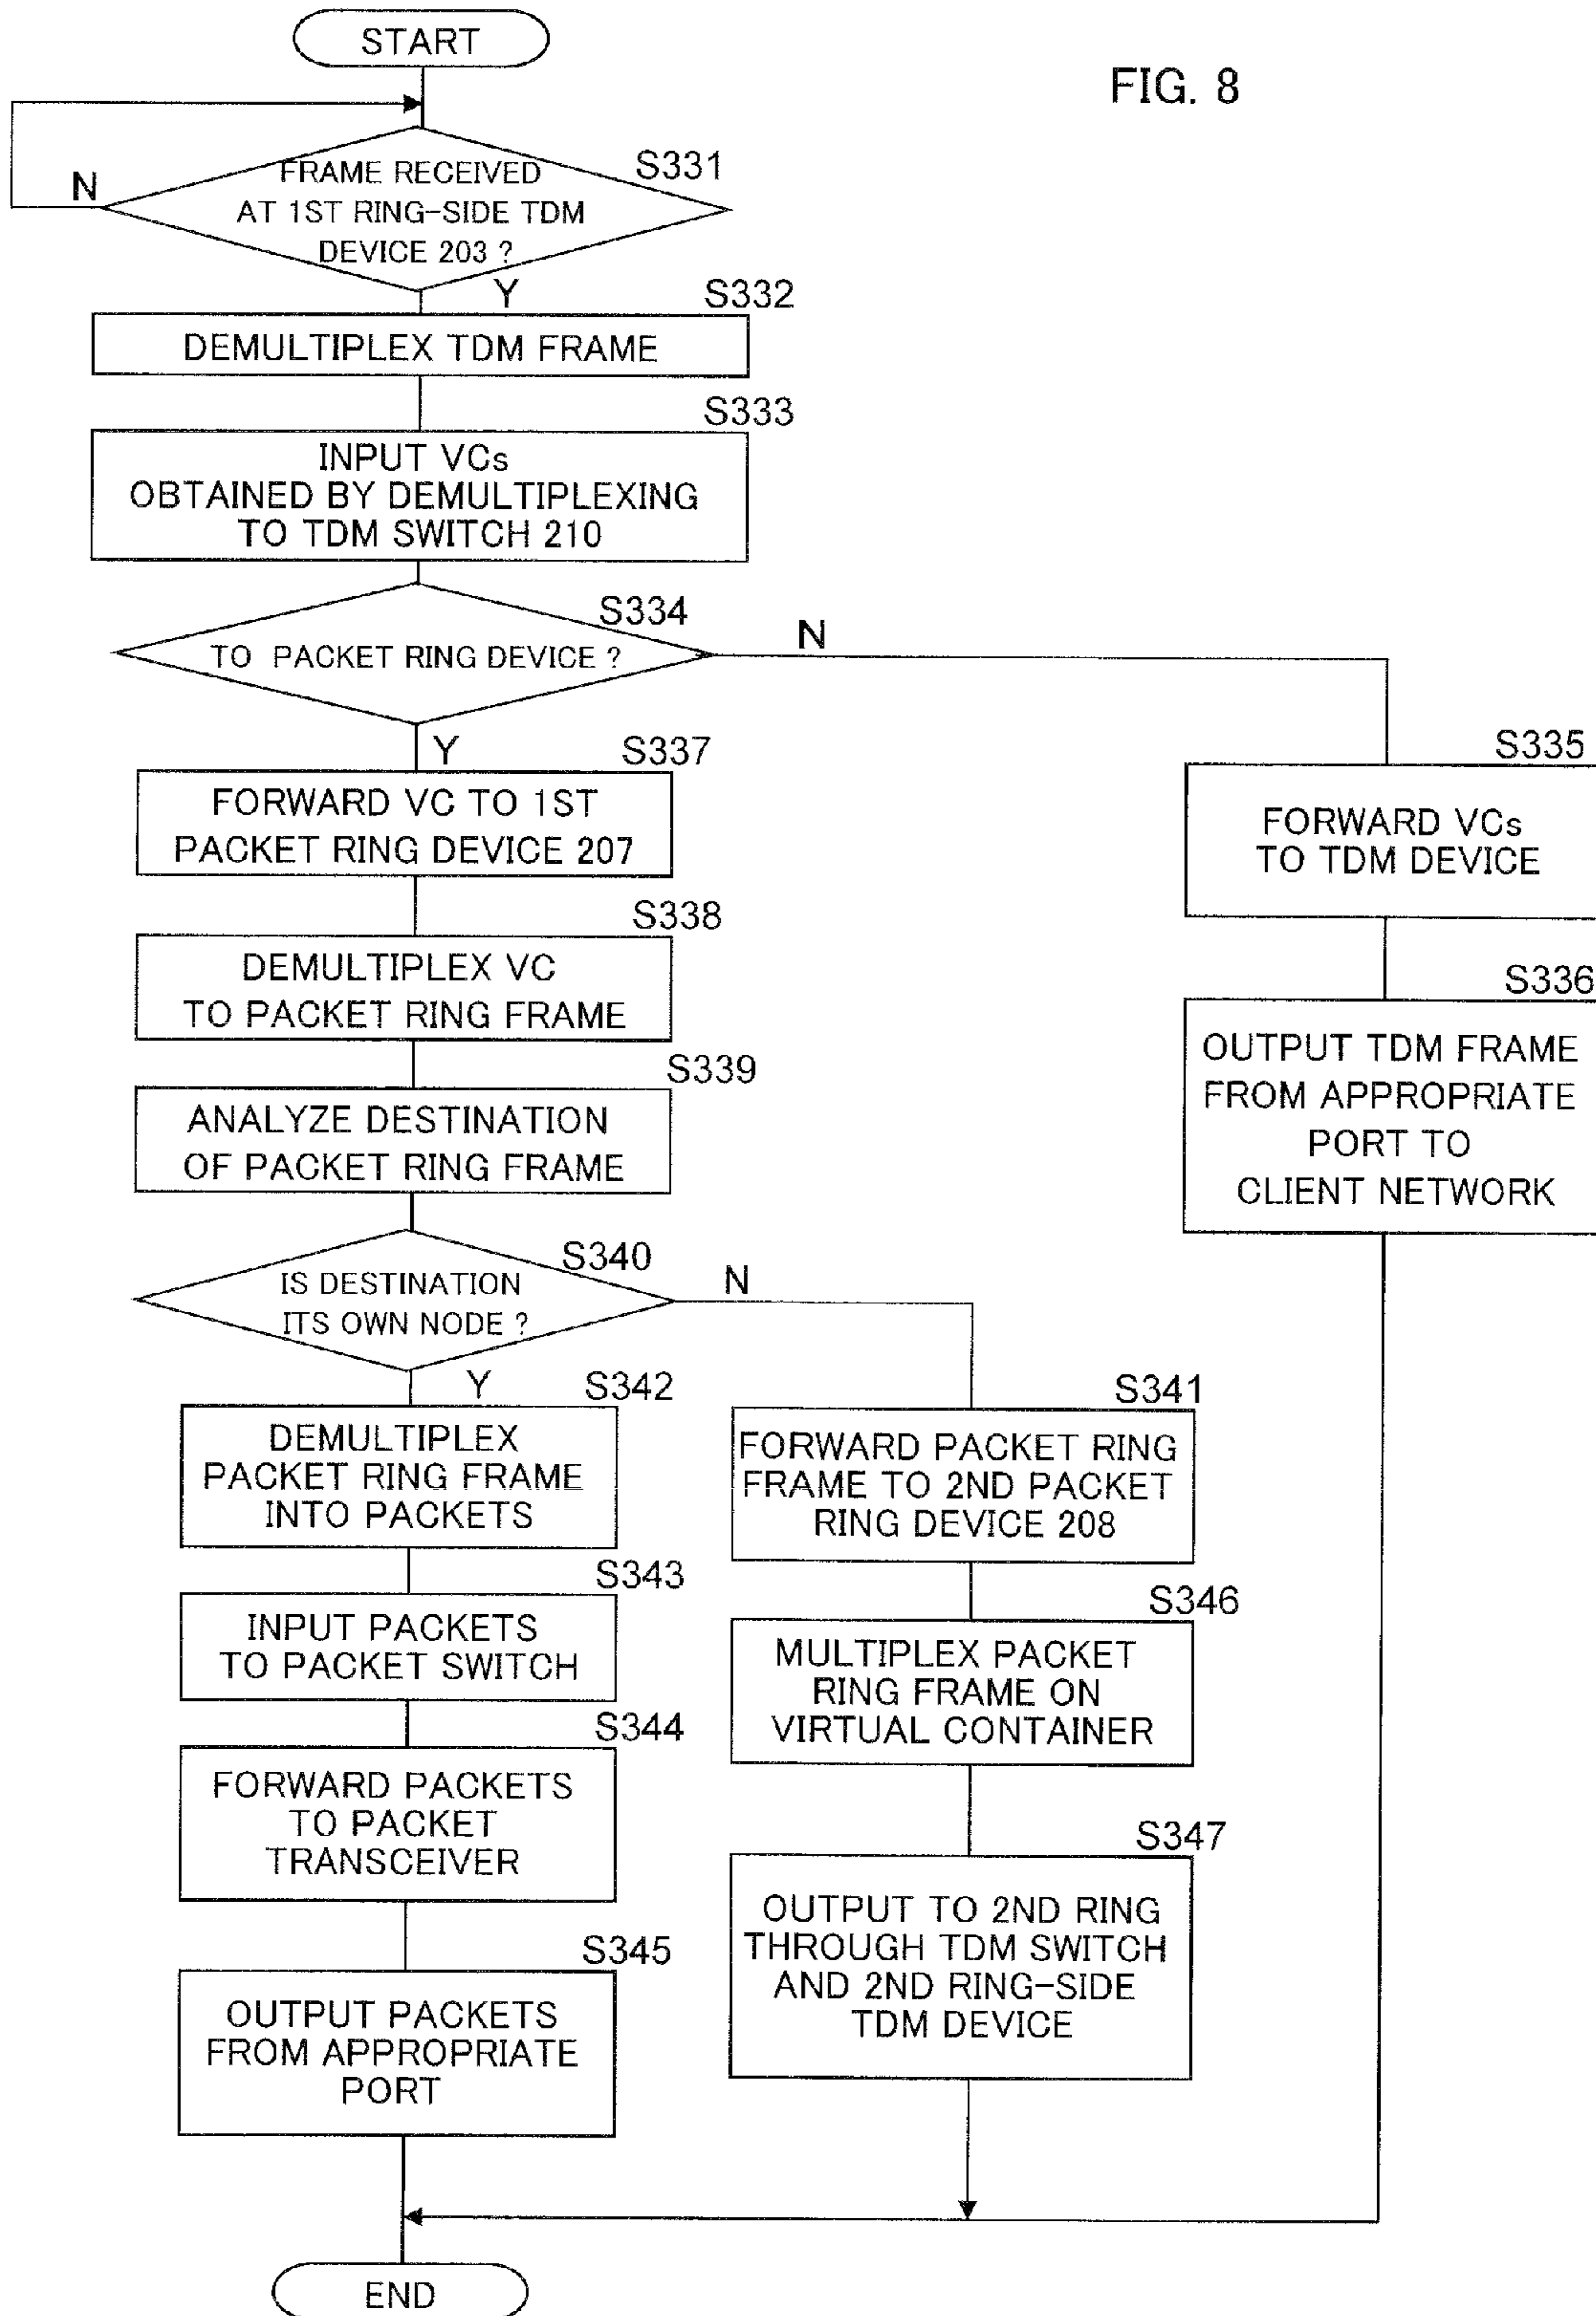 START
FIG. 8
S331
FRAME RECEIVED
AT 1ST RING-SIDE TDM
DEVICE 203 ?
N
Y
S332
DEMULTIPLEX TDM FRAME
S333
INPUT VCs
OBTAINED BY DEMULTIPLEXING
TO TDM SWITCH 210
S334
TO PACKET RING DEVICE ?
N
Y
S337
FORWARD VC TO 1ST
PACKET RING DEVICE 207
S335
FORWARD VCs
TO TDM DEVICE
S338
DEMULTIPLEX VC
TO PACKET RING FRAME
S336
OUTPUT TDM FRAME
FROM APPROPRIATE
PORT TO
CLIENT NETWORK
S339
ANALYZE DESTINATION
OF PACKET RING FRAME
S340
IS DESTINATION
ITS OWN NODE ?
N
Y
S342
DEMULTIPLEX
PACKET RING FRAME
INTO PACKETS
S341
FORWARD PACKET RING
FRAME TO 2ND PACKET
RING DEVICE 208
S343
INPUT PACKETS
TO PACKET SWITCH
S346
MULTIPLEX PACKET
RING FRAME ON
VIRTUAL CONTAINER
S344
FORWARD PACKETS
TO PACKET
TRANSCEIVER
S347
OUTPUT TO 2ND RING
THROUGH TDM SWITCH
AND 2ND RING-SIDE
TDM DEVICE
S345
OUTPUT PACKETS
FROM APPROPRIATE
PORT
END